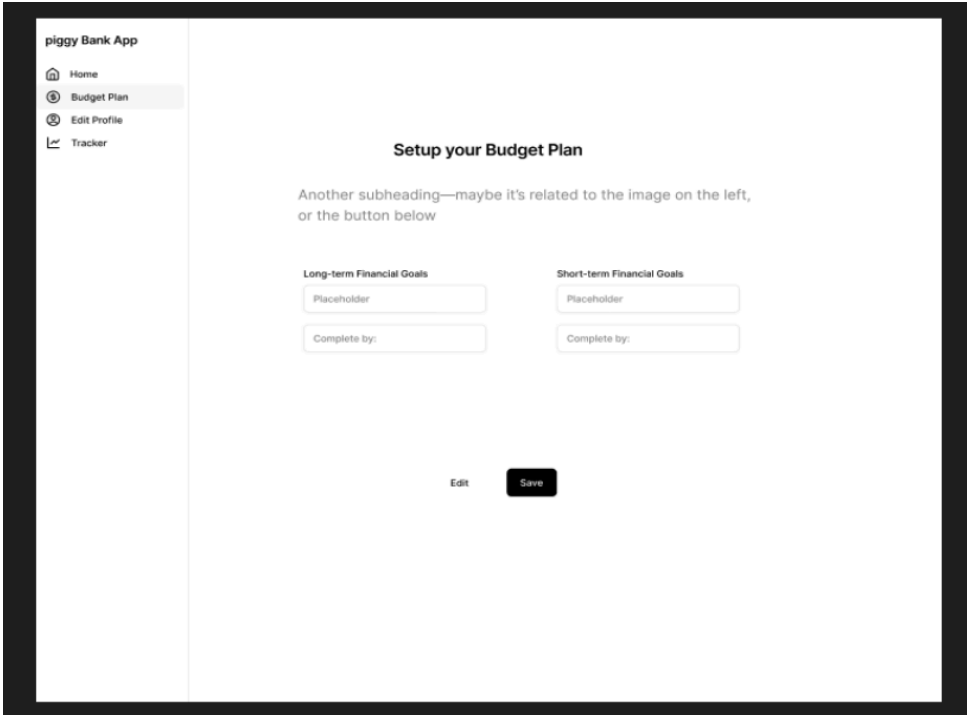 piggy Bank App
Home
Budget Plan
Edit Profile
Tracker
Setup your Budget Plan
Another subheading—maybe it's related to the image on the left,
or the button below
Long-term Financial Goals
Short-term Financial Goals
Placeholder
Placeholder
Complete by:
Complete by:
Edit
Save